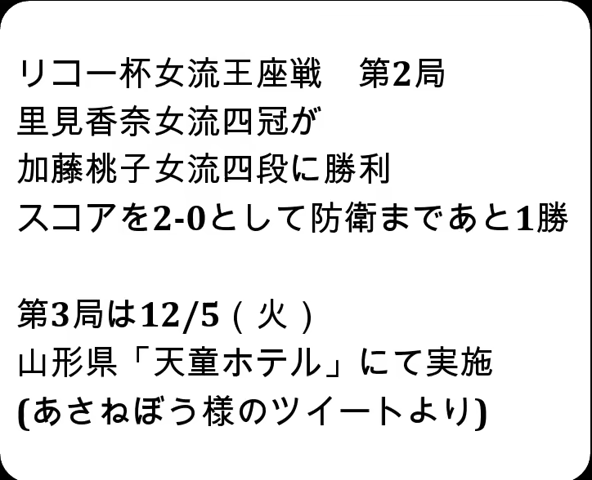 リコー杯女流王座戦　第2局
里見香奈女流四冠が
加藤桃子女流四段に勝利
スコアを2-0として防衛まであと1勝
第3局は12/5（火）
山形県「天童ホテル」にて実施
(あさねぼう様のツイートより)